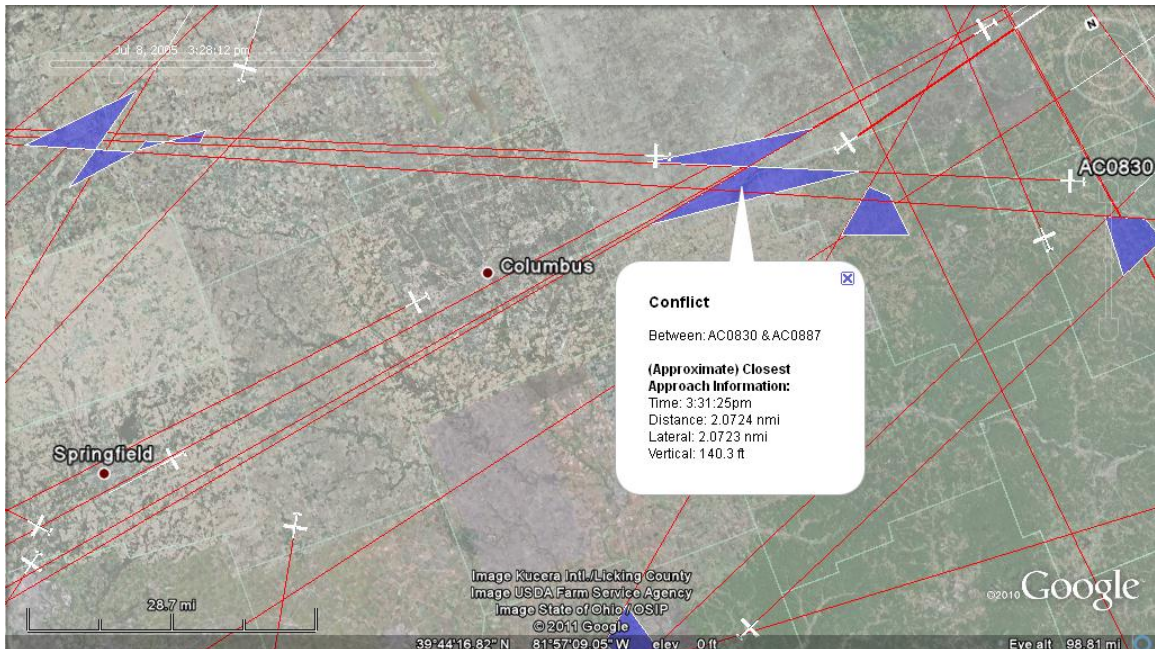 Jul 8, 2005 3:28:12 pm
N
AC0830
Columbus
Conflict
Between: AC0830 & AC0887
(Approximate) Closest
Approach Information:
Time: 3:31:25pm
Distance: 2.0724 nmi
Lateral: 2.0723 nmi
Vertical: 140.3 ft
Springfield
28.7 mi
Image Kucera Intl./Licking County
Image USDA Farm Service Agency
Image State of Ohio / OSIP
© 2011 Google
©2010 Google
39°44'16.82" N 81°57'09.05" W elev 0 ft Eye alt 98.81 mi